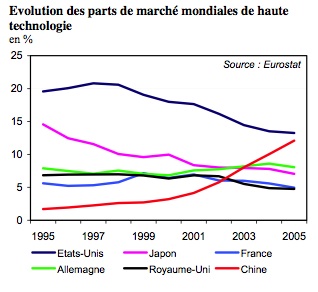 Evolution des parts de marché mondiales de haute
technologie
en %
Source : Eurostat
25
20
15
10
5
0
1995 1997 1999 2001 2003 2005
Etats-Unis Japon France
Allemagne Royaume-Uni Chine